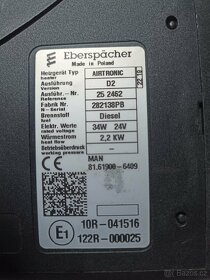 Eberspächer
Made in Poland
Heizgerät Typ AIRTRONIC
heater
Ausführung D2
Version
Ausführ.- Nr. 25 2462
Reference
Fabrik Nr. 282138PB
N - Serial
Brennstoff Diesel
fuel
Elektr. Werte 34W 24V
rated voltage
Wärmestrom 2,2 KW
heat flow
Betriebsüberdruck
operating press.
MAN
81.61900-6409
E1
10R-041516
122R-000025